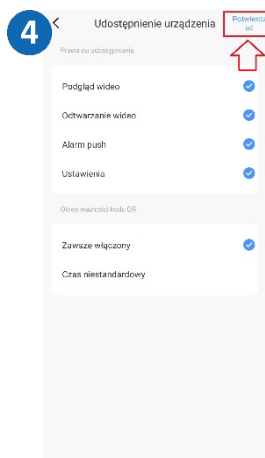 4
Udostępnienie urządzenia
Potwierdz
ać
Prawa do udostępniania
Podgląd wideo
Odtwarzanie wideo
Alarm push
Ustawienia
Okres ważności kodu QR
Zawsze włączony
Czas niestandardowy